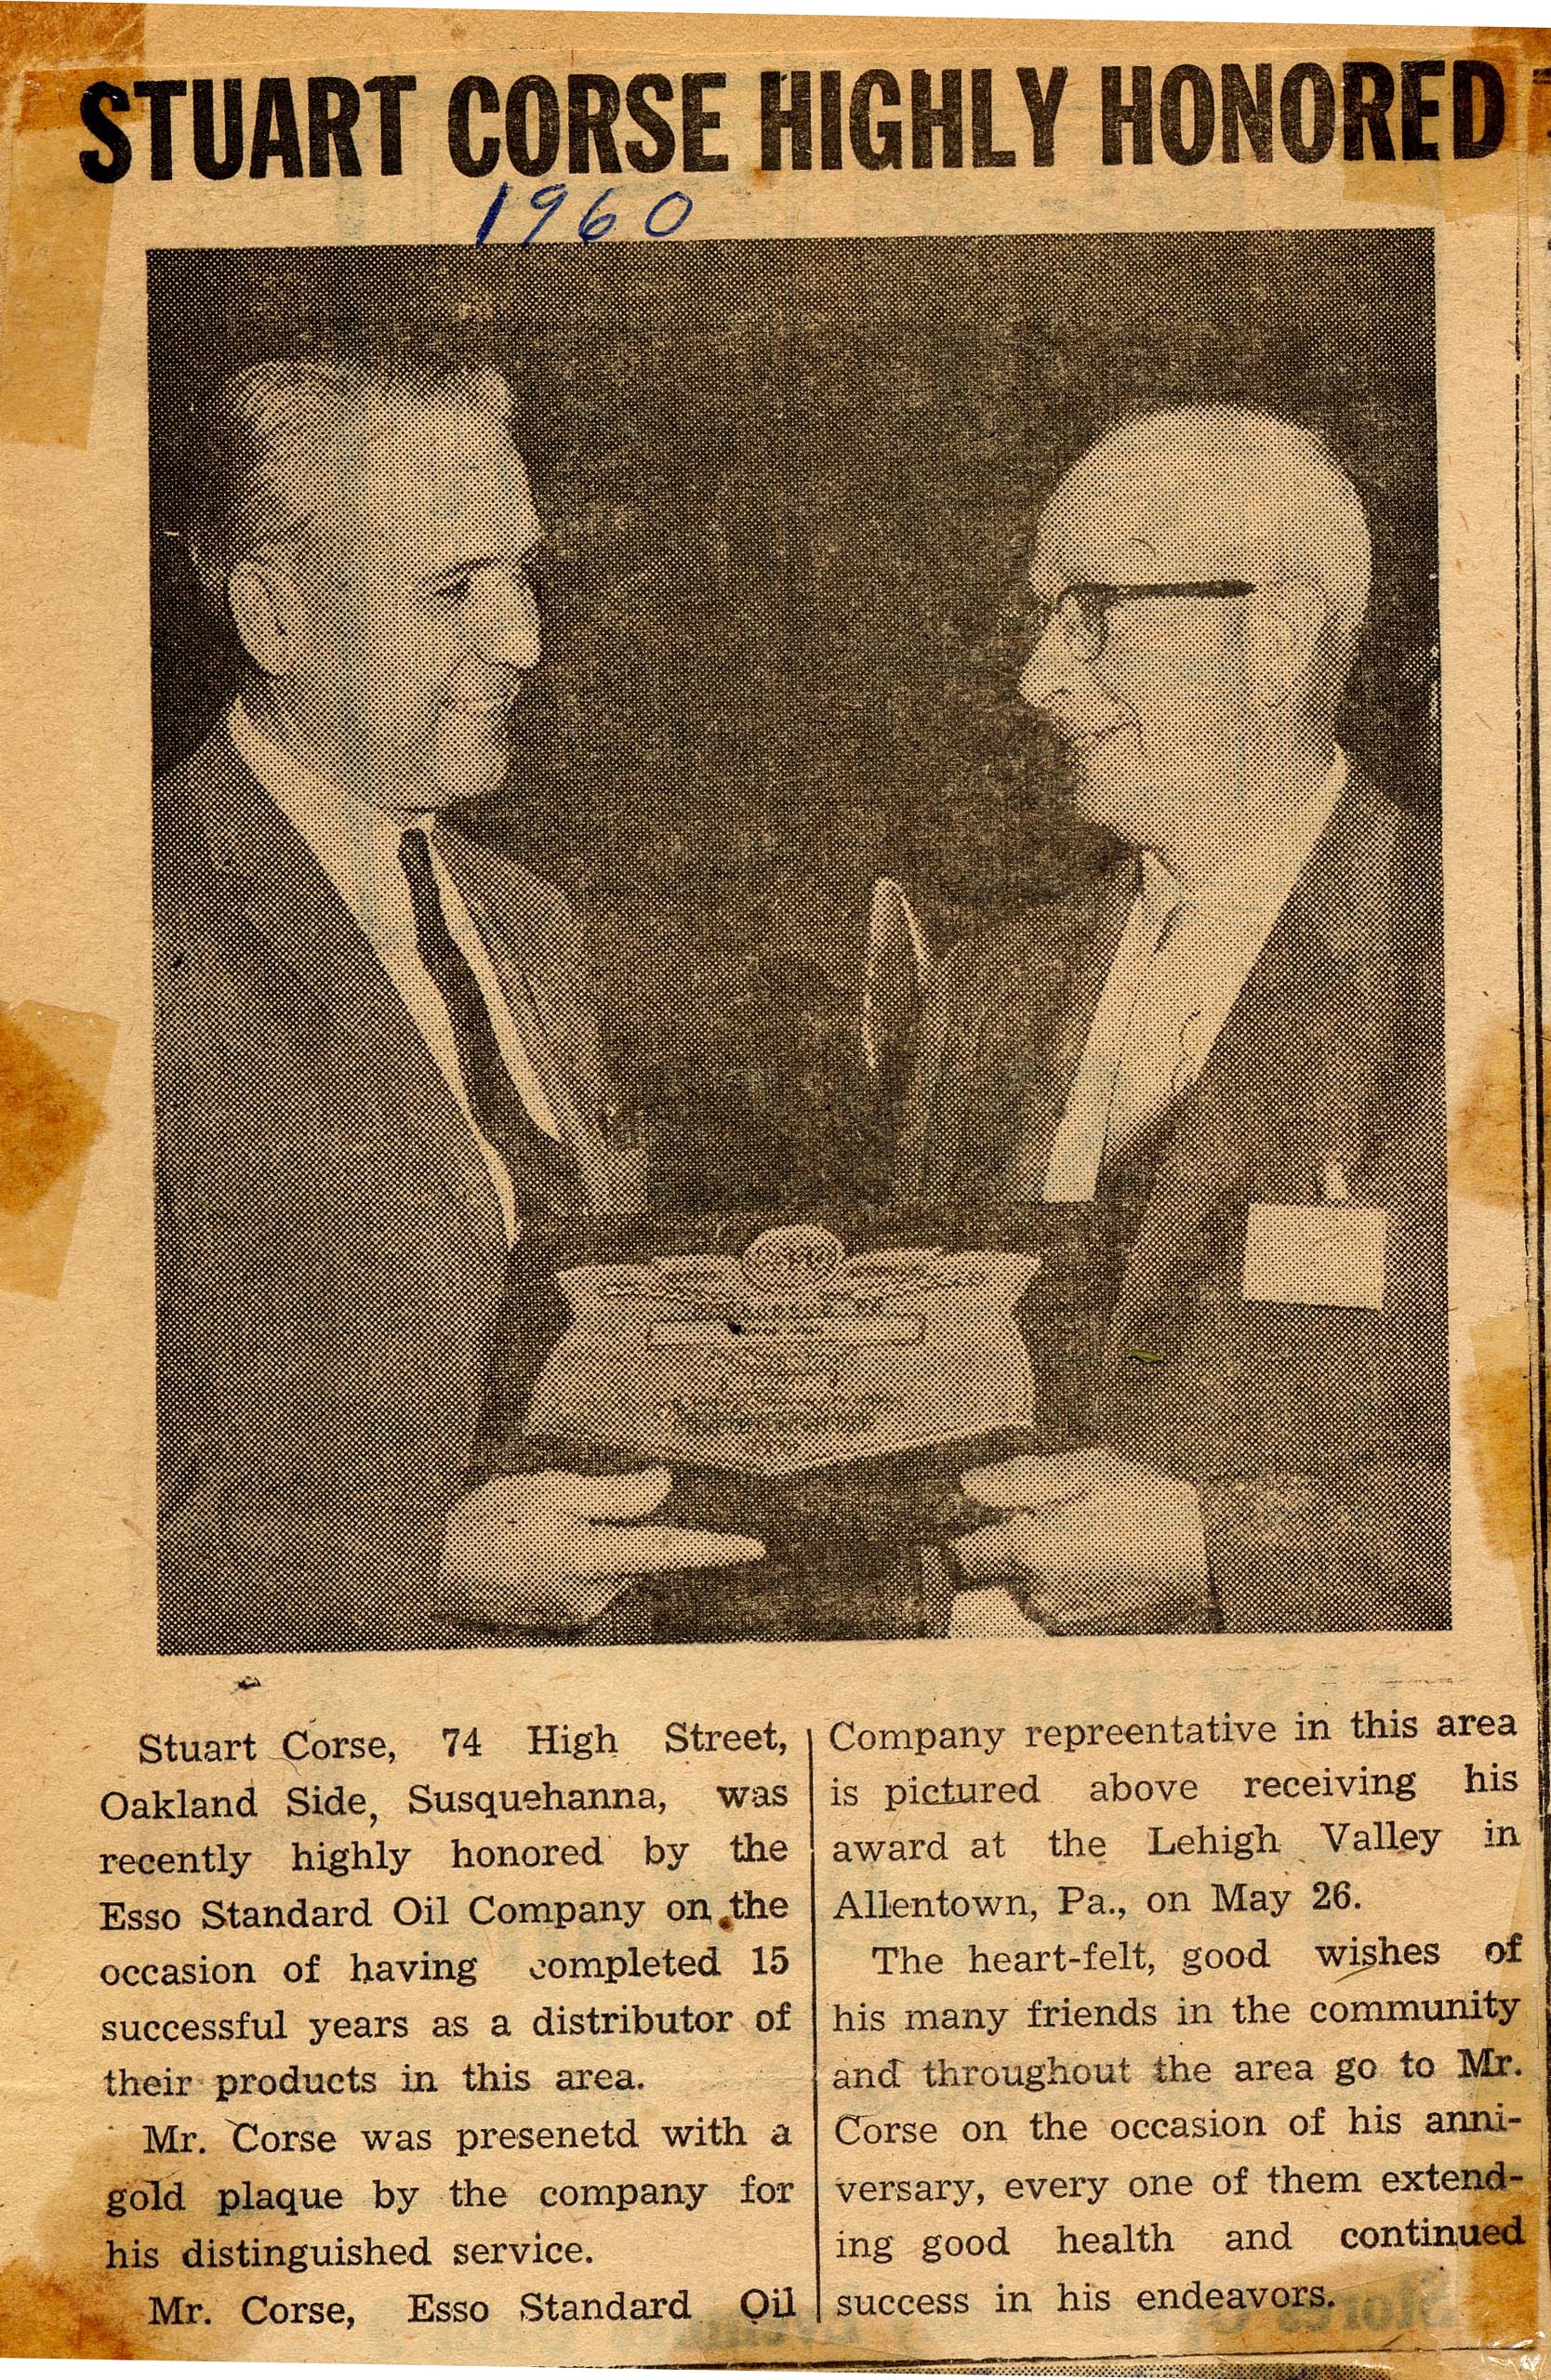 STUART CORSE HIGHLY HONORED
1960
Stuart Corse, 74 High Street,
Oakland Side, Susquehanna, was
recently highly honored by the
Esso Standard Oil Company on the
occasion of having completed 15
successful years as a distributor of
their products in this area.
Mr. Corse was presenetd with a
gold plaque by the company for
his distinguished service.
Mr. Corse, Esso Standard Oil
Company repreentative in this area
is pictured above receiving his
award at the Lehigh Valley in
Allentown, Pa., on May 26.
The heart-felt, good wishes of
his many friends in the community
and throughout the area go to Mr.
Corse on the occasion of his anni-
versary, every one of them extend-
ing good health and continued
success in his endeavors.